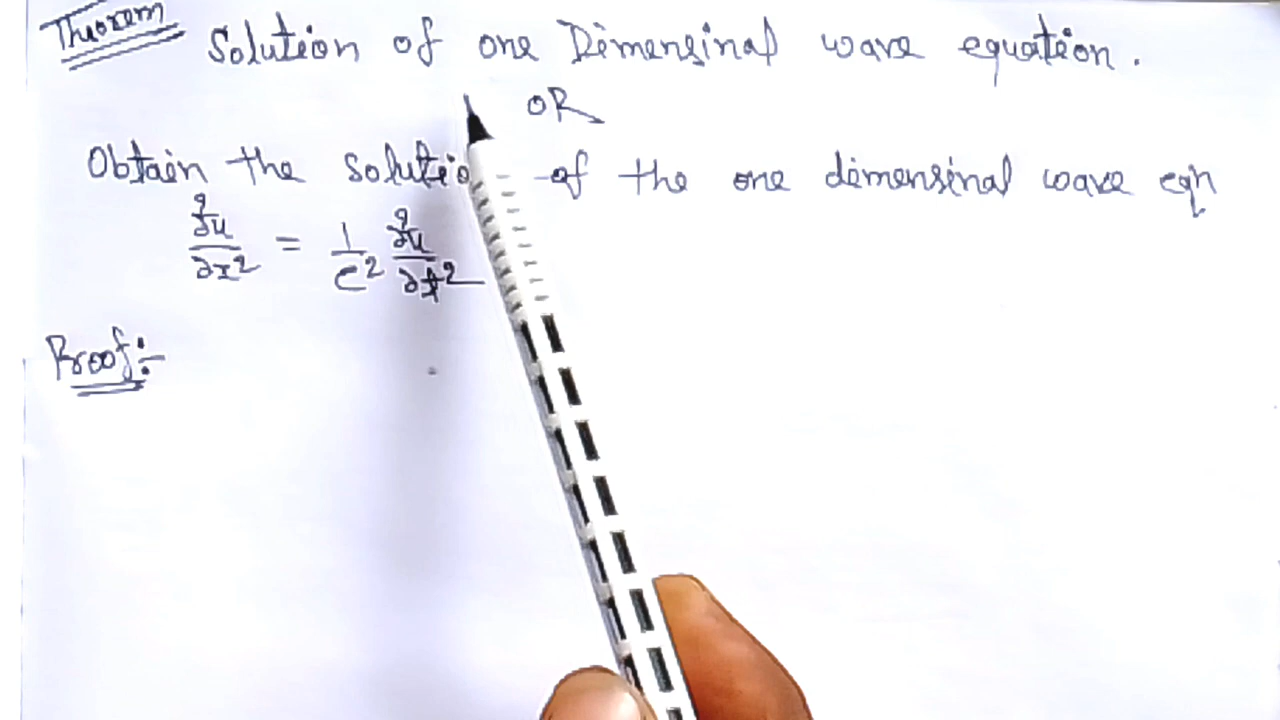 Theorem Solution of one Dimensinal wave equation.
OR
Obtain the solutio of the one dimensinal wave eqn
∂²u/∂x² = 1/c² ∂²u/∂t²
Proof:-